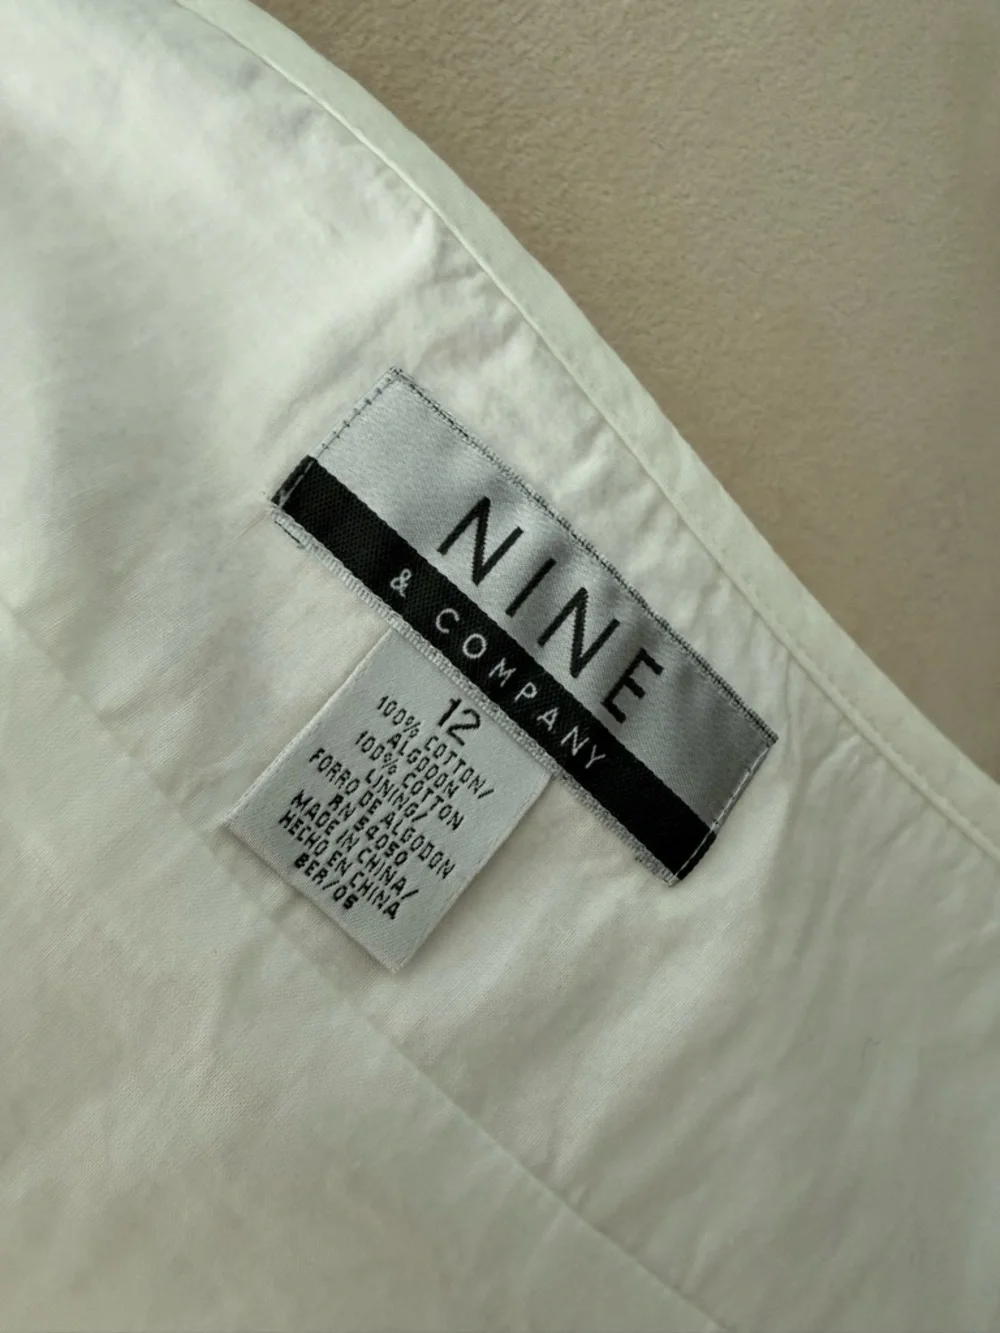 NINE
& COMPANY
12
100% COTTON/
ALGODON
100% COTTON
LINING/
FORRO DE ALGODON
RN 54050
MADE IN CHINA/
HECHO EN CHINA
BER/05